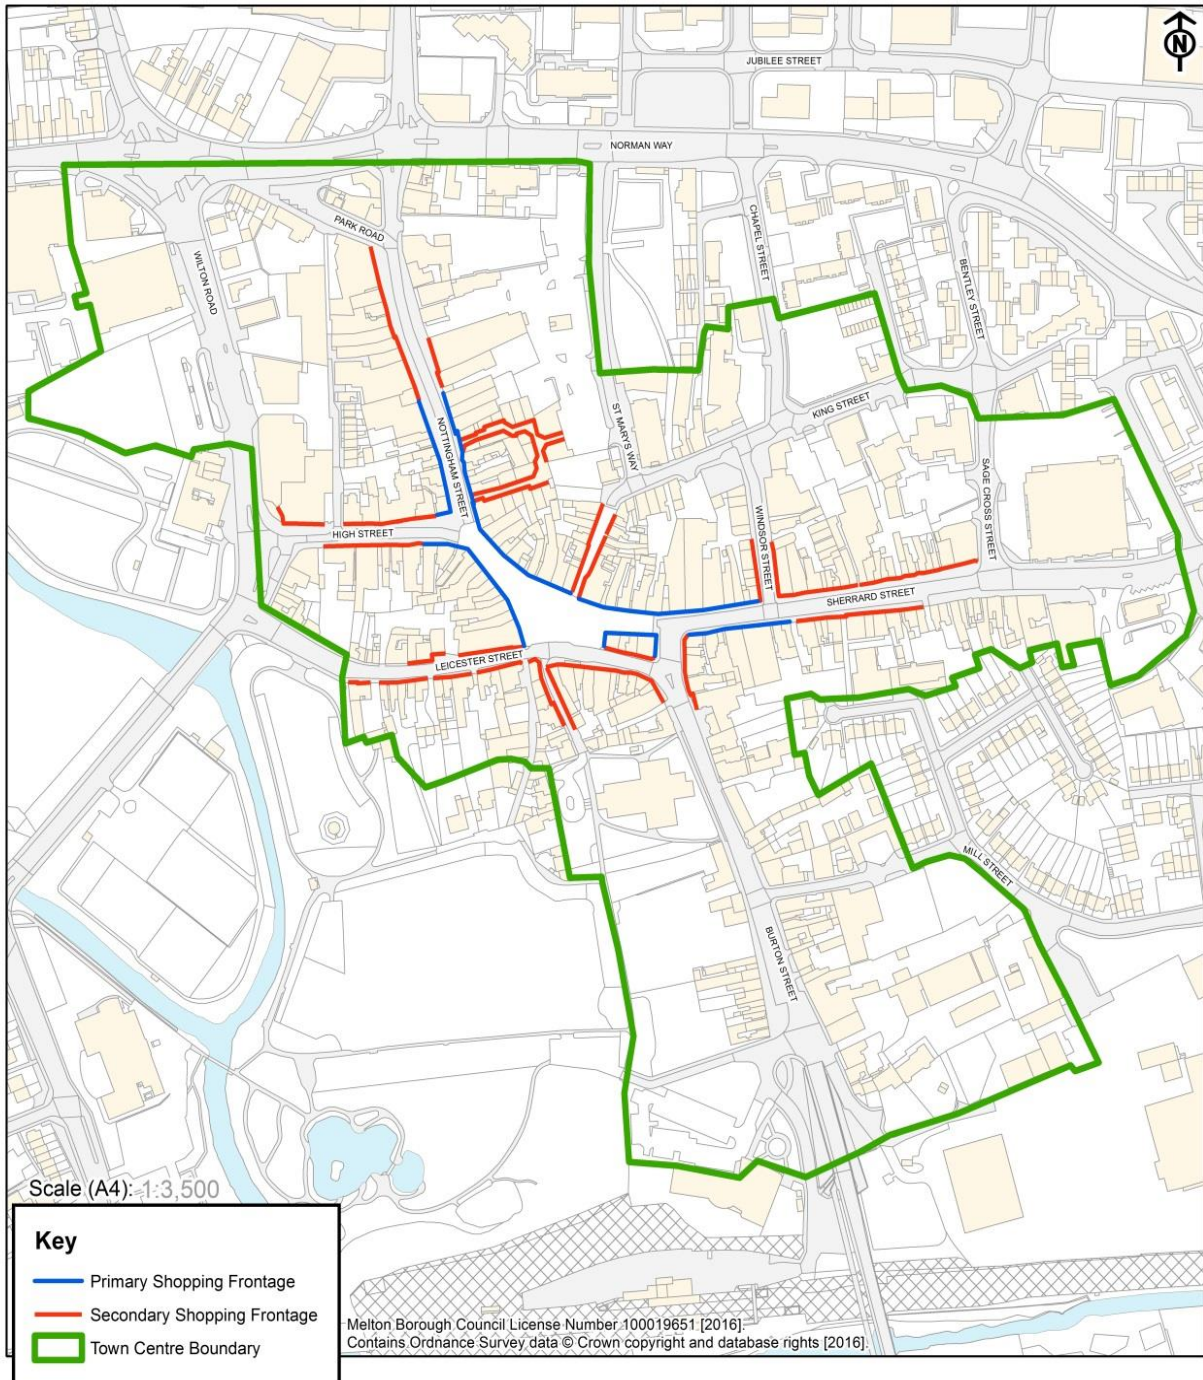 N
JUBILEE STREET
NORMAN WAY
PARK ROAD
CHAPEL STREET
WILTON ROAD
BENTLEY STREET
KING STREET
ST MARYS WAY
NOTTINGHAM STREET
SAGE CROSS STREET
WINDSOR STREET
HIGH STREET
SHERRARD STREET
LEICESTER STREET
MILL STREET
BURTON STREET
Scale (A4): 1:3,500
Key
Primary Shopping Frontage
Secondary Shopping Frontage
Town Centre Boundary
Melton Borough Council License Number 100019651 [2016].
Contains Ordnance Survey data © Crown copyright and database rights [2016].